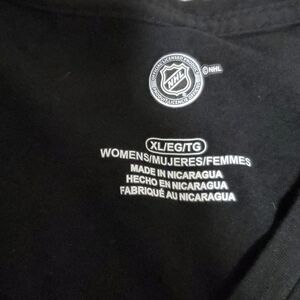 NHL
©NHL
XL/EG/TG
WOMENS/MUJERES/FEMMES
MADE IN NICARAGUA
HECHO EN NICARAGUA
FABRIQUÉ AU NICARAGUA